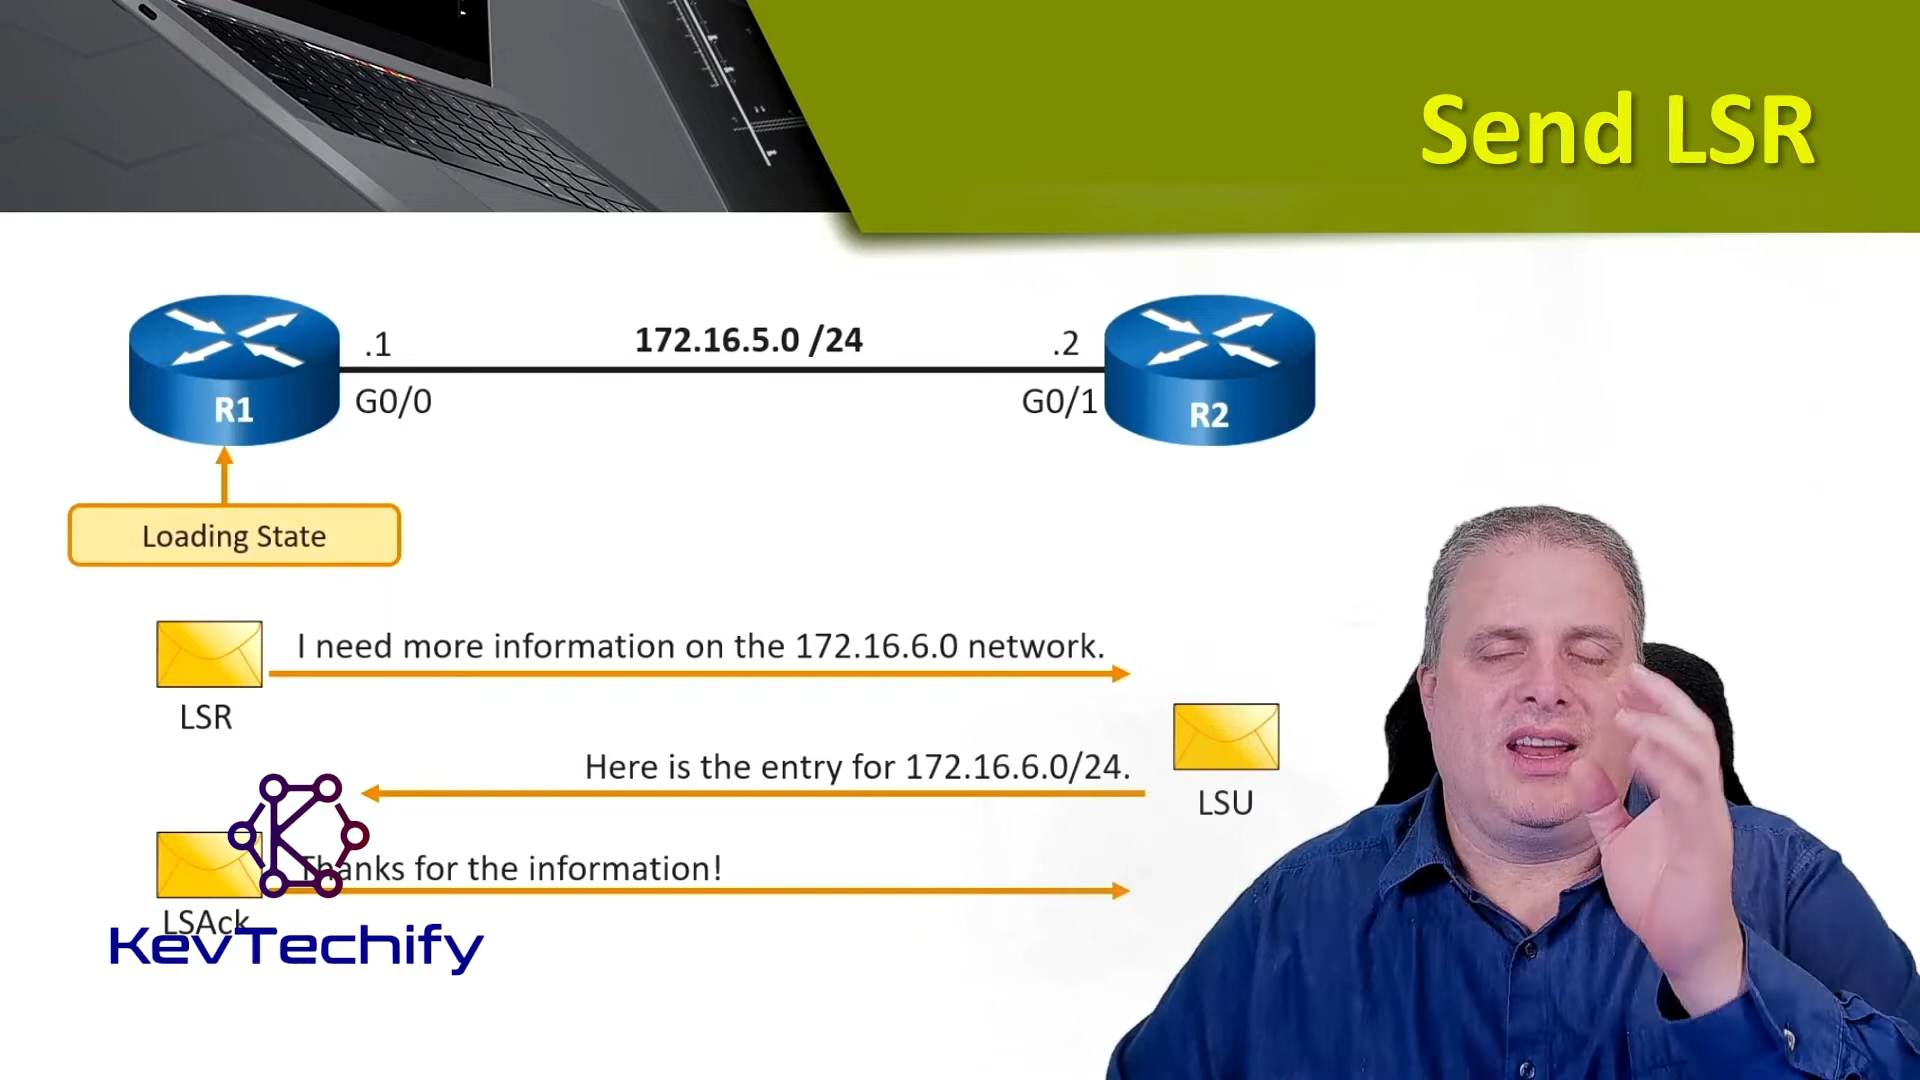 Send LSR
.1
172.16.5.0 /24
.2
G0/0
G0/1
R1
R2
Loading State
I need more information on the 172.16.6.0 network.
LSR
Here is the entry for 172.16.6.0/24.
LSU
Thanks for the information!
LSAck
KevTechify